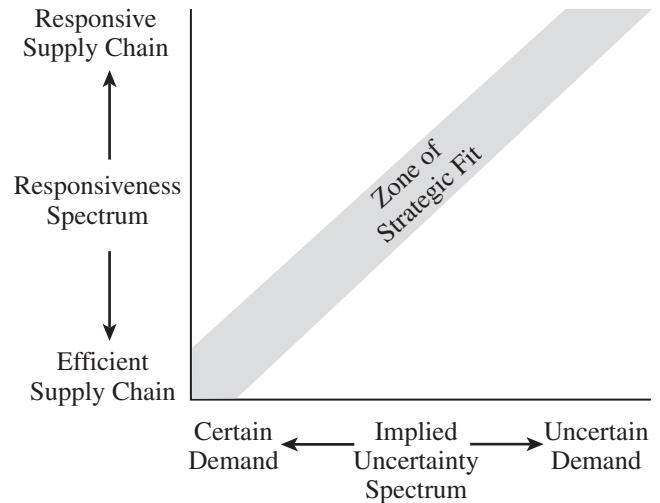 Responsive
Supply Chain
Responsiveness
Spectrum
Efficient
Supply Chain
Zone of
Strategic Fit
Certain
Demand
Implied
Uncertainty
Spectrum
Uncertain
Demand